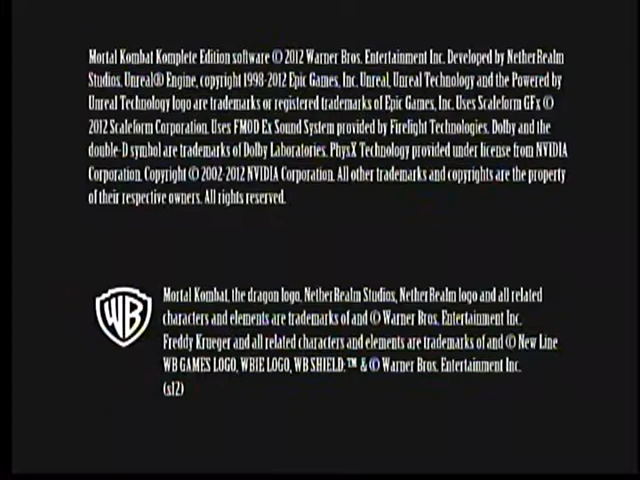 Mortal Kombat Komplete Edition software © 2012 Warner Bros. Entertainment Inc. Developed by NetherRealm
Studios. Unreal® Engine, copyright 1998-2012 Epic Games, Inc. Unreal, Unreal Technology and the Powered by
Unreal Technology logo are trademarks or registered trademarks of Epic Games, Inc. Uses Scaleform GFx ©
2012 Scaleform Corporation. Uses FMOD Ex Sound System provided by Firelight Technologies. Dolby and the
double-D symbol are trademarks of Dolby Laboratories. PhysX Technology provided under license from NVIDIA
Corporation. Copyright © 2002-2012 NVIDIA Corporation. All other trademarks and copyrights are the property
of their respective owners. All rights reserved.
WB
Mortal Kombat, the dragon logo, NetherRealm Studios, NetherRealm logo and all related
characters and elements are trademarks of and © Warner Bros. Entertainment Inc.
Freddy Krueger and all related characters and elements are trademarks of and © New Line
WB GAMES LOGO, WBIE LOGO, WB SHIELD: ™ & © Warner Bros. Entertainment Inc.
(s12)